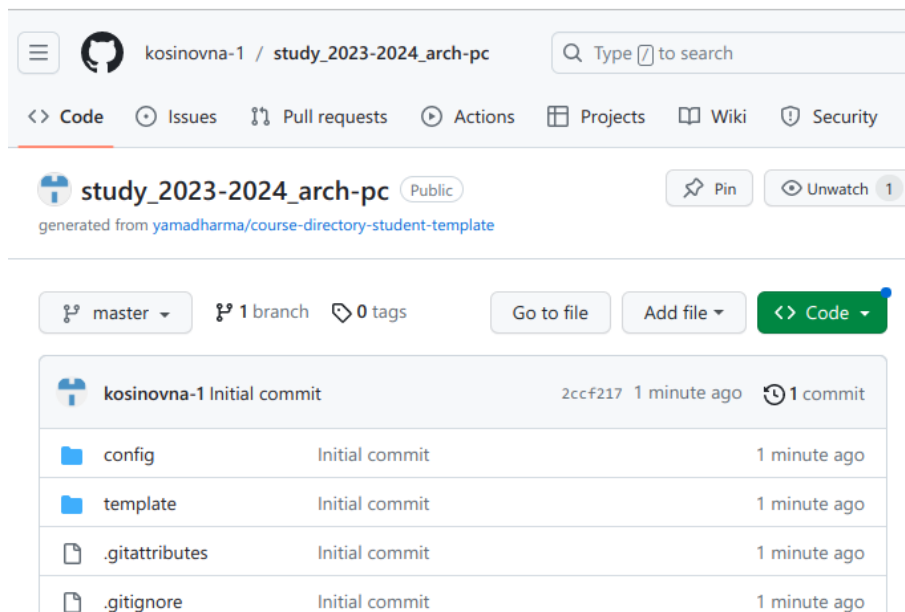 kosinovna-1 / study_2023-2024_arch-pc Type / to search
Code Issues Pull requests Actions Projects Wiki Security
study_2023-2024_arch-pc Public Pin Unwatch 1
generated from yamadharma/course-directory-student-template
master 1 branch 0 tags Go to file Add file <> Code
kosinovna-1 Initial commit 2ccf217 1 minute ago 1 commit
config Initial commit 1 minute ago
template Initial commit 1 minute ago
.gitattributes Initial commit 1 minute ago
.gitignore Initial commit 1 minute ago